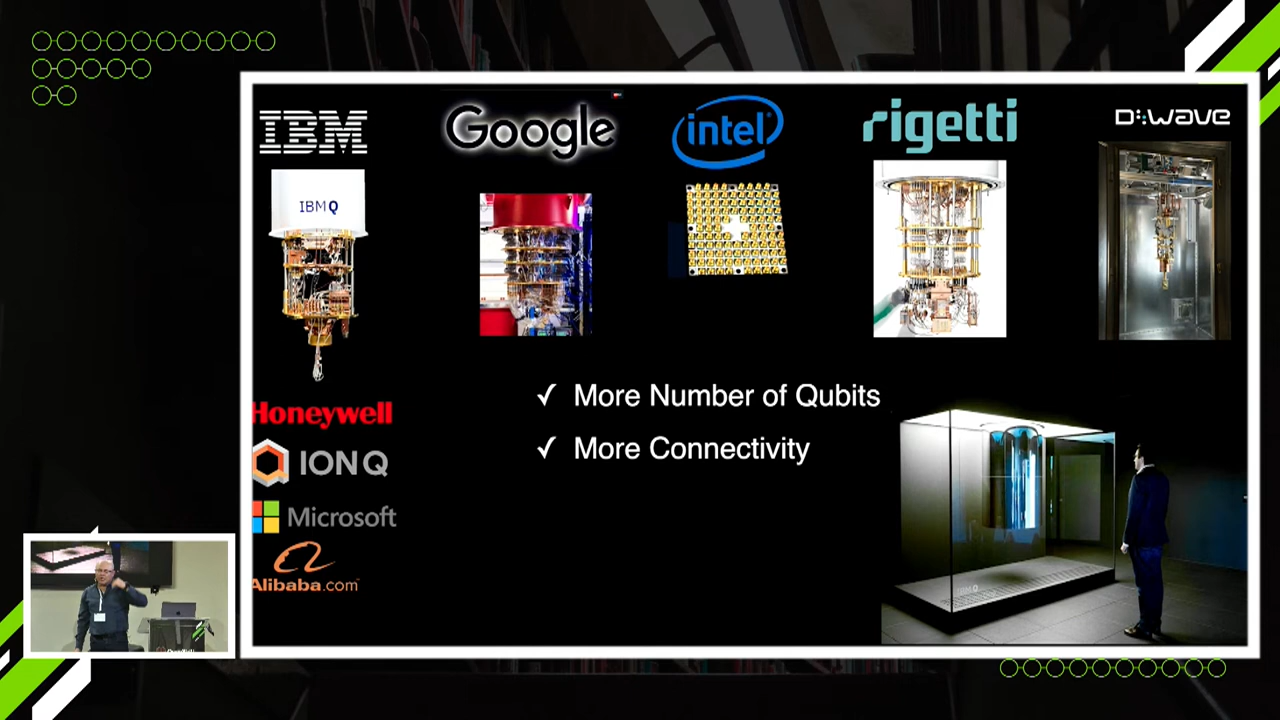 IBM
Google
intel
rigetti
D:wave
IBM Q
✓ More Number of Qubits
✓ More Connectivity
Honeywell
IONQ
Microsoft
Alibaba.com